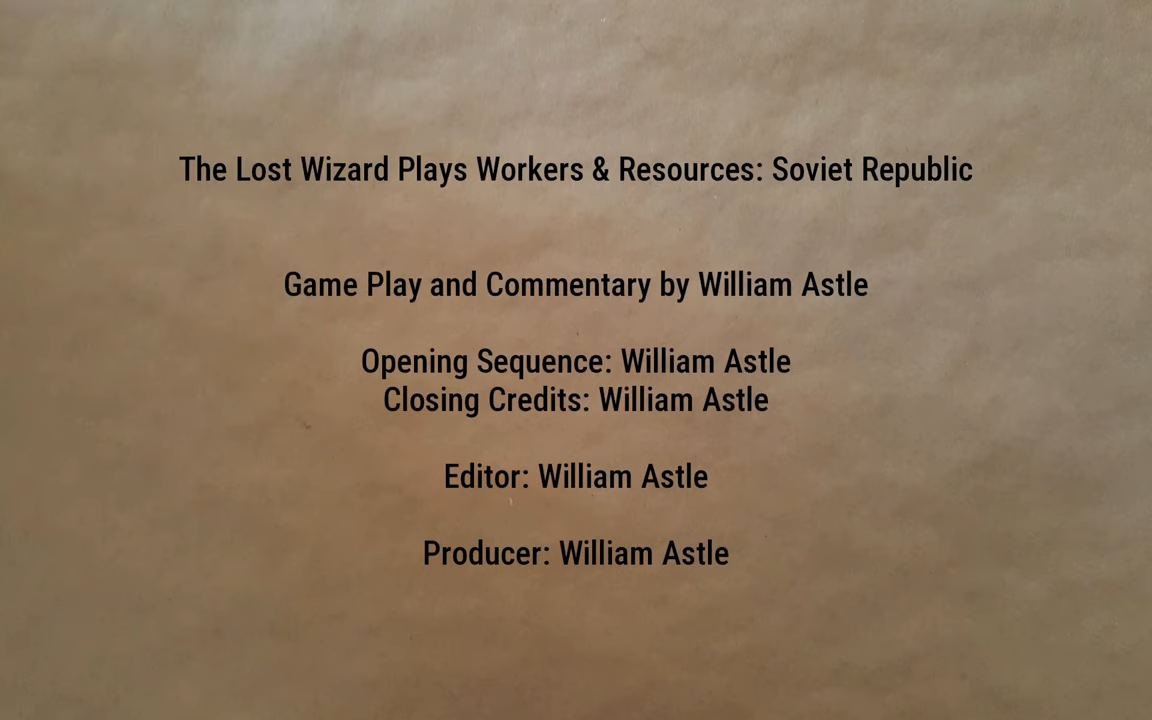 The Lost Wizard Plays Workers & Resources: Soviet Republic
Game Play and Commentary by William Astle
Opening Sequence: William Astle
Closing Credits: William Astle
Editor: William Astle
Producer: William Astle